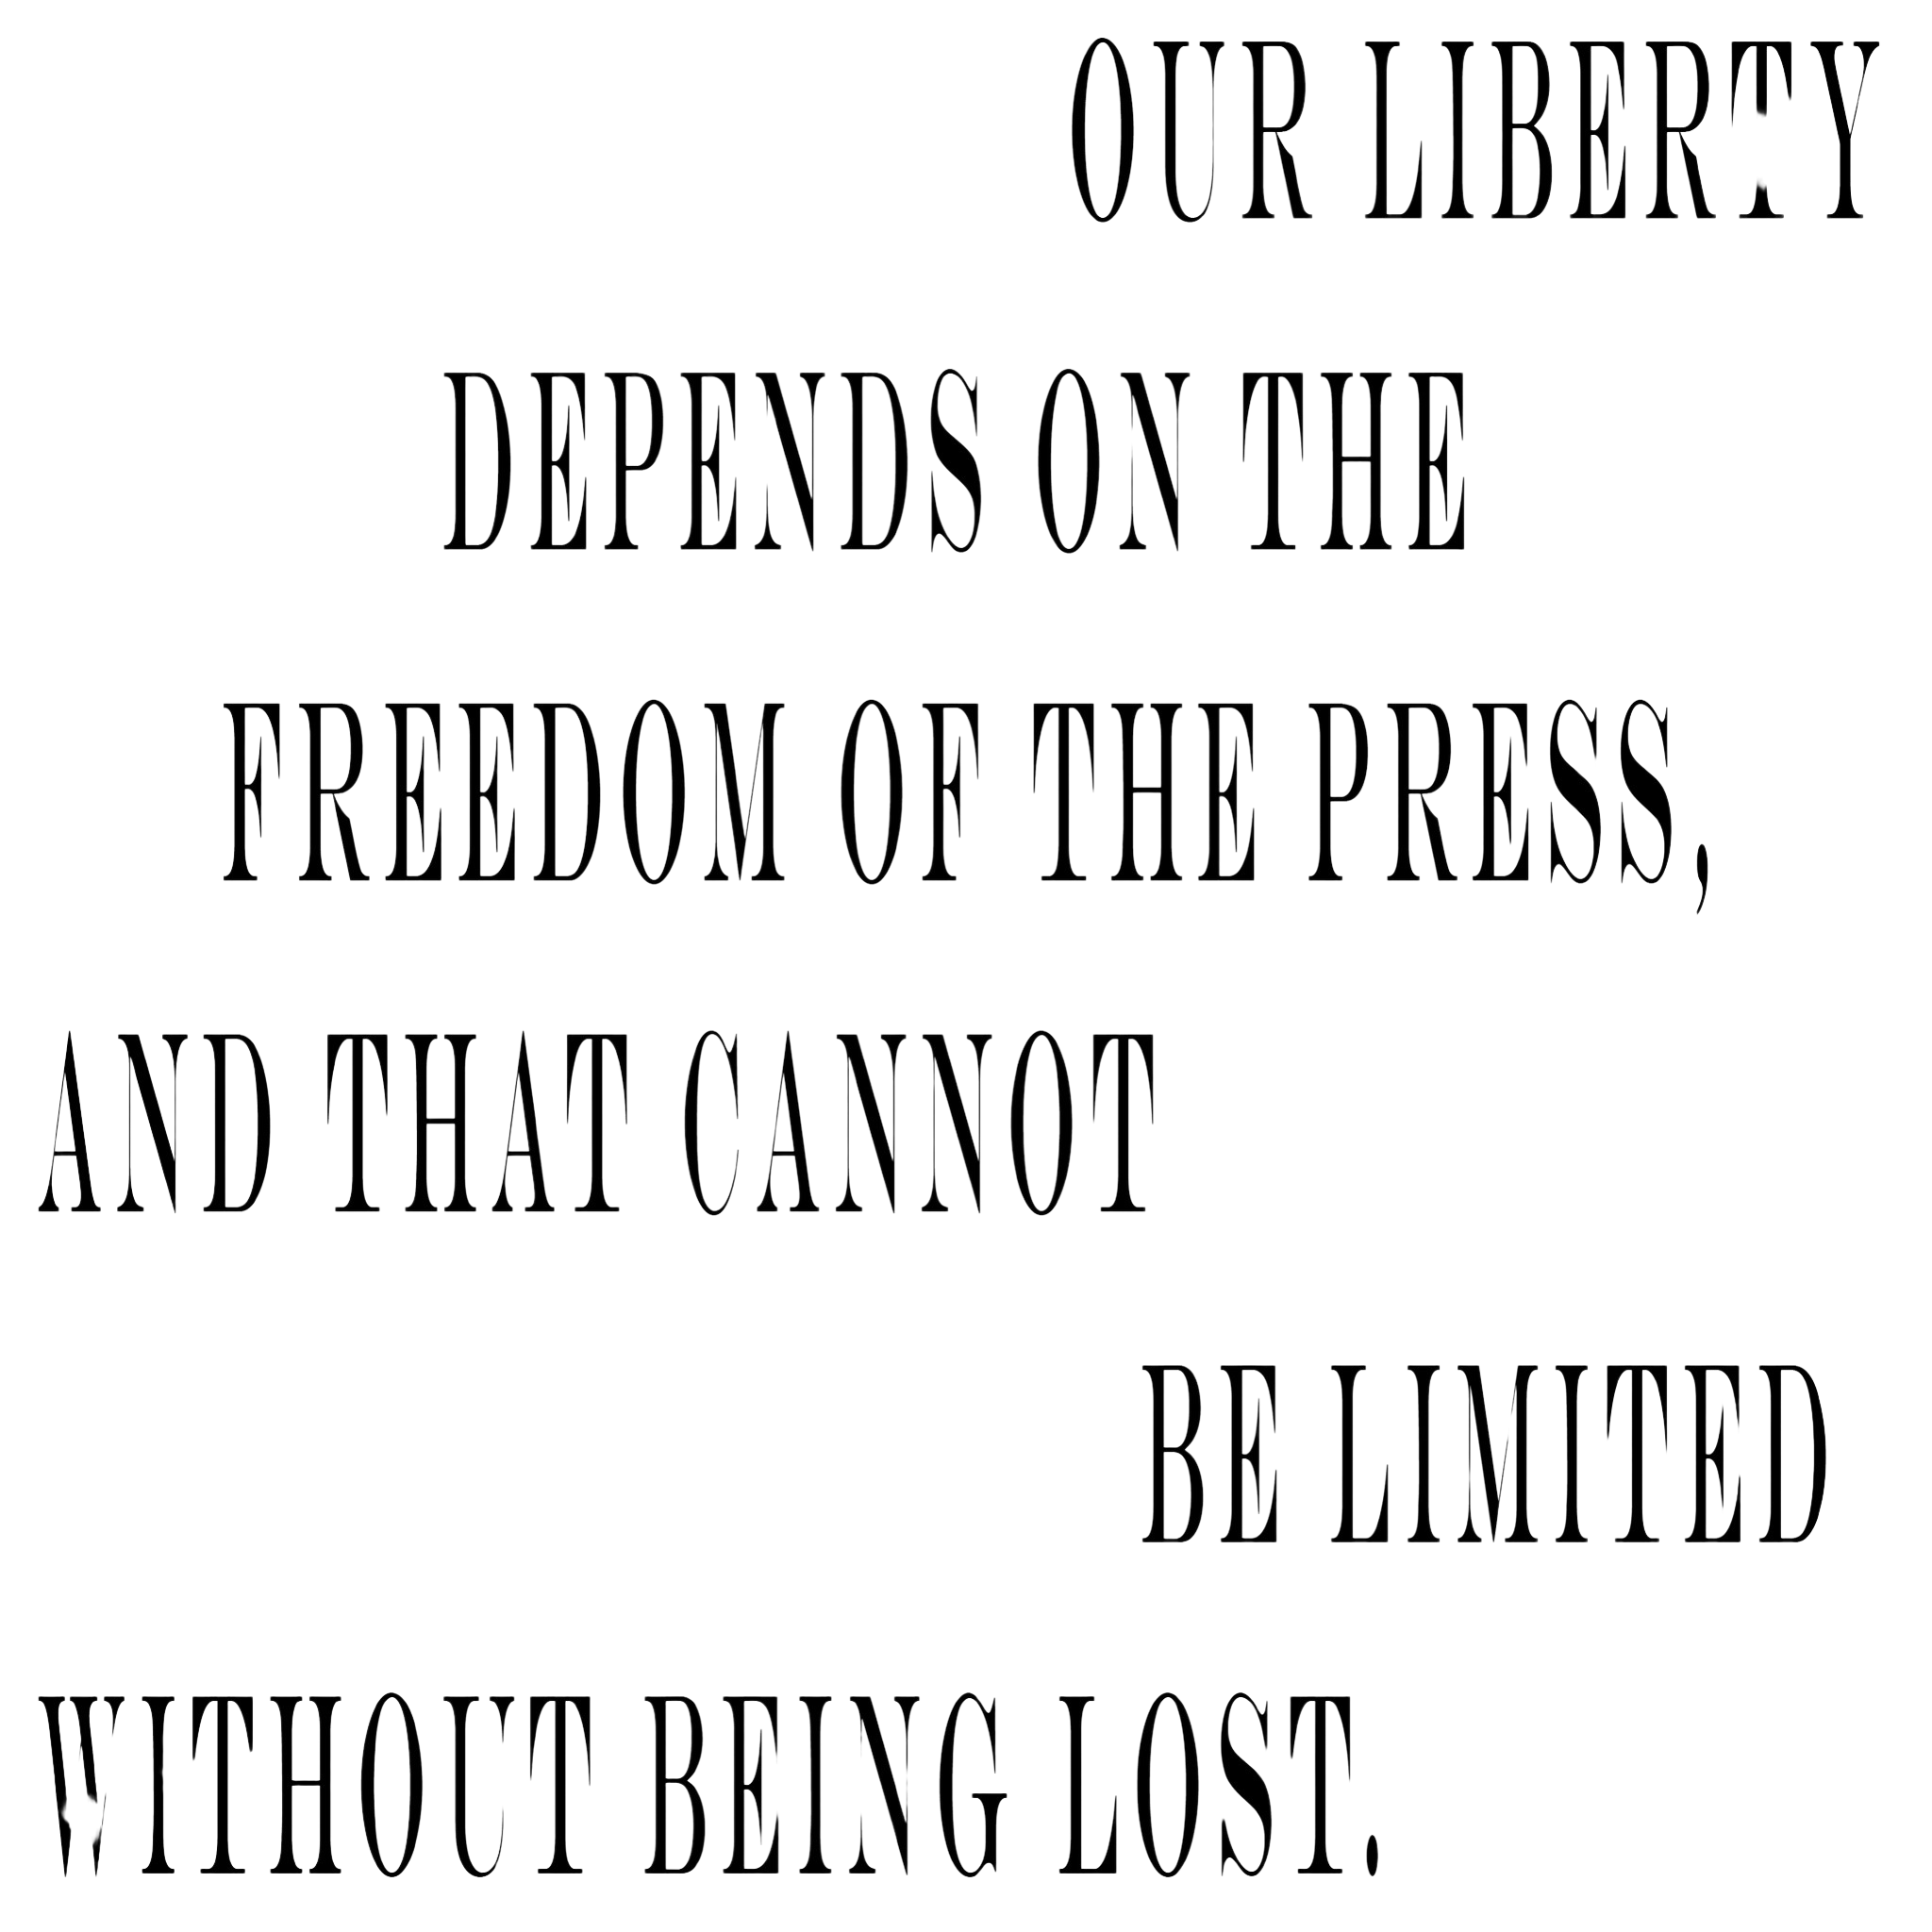 OUR LIBERTY
DEPENDS ON THE
FREEDOM OF THE PRESS,
AND THAT CANNOT
BE LIMITED
WITHOUT BEING LOST.